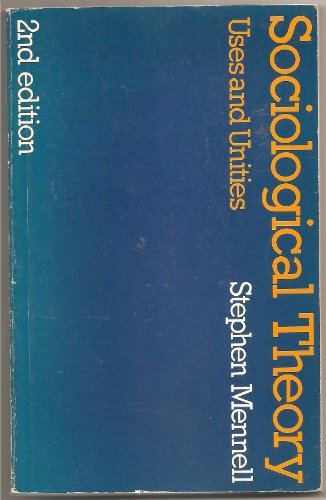 Sociological Theory
Uses and Unities
Stephen Mennell
2nd edition